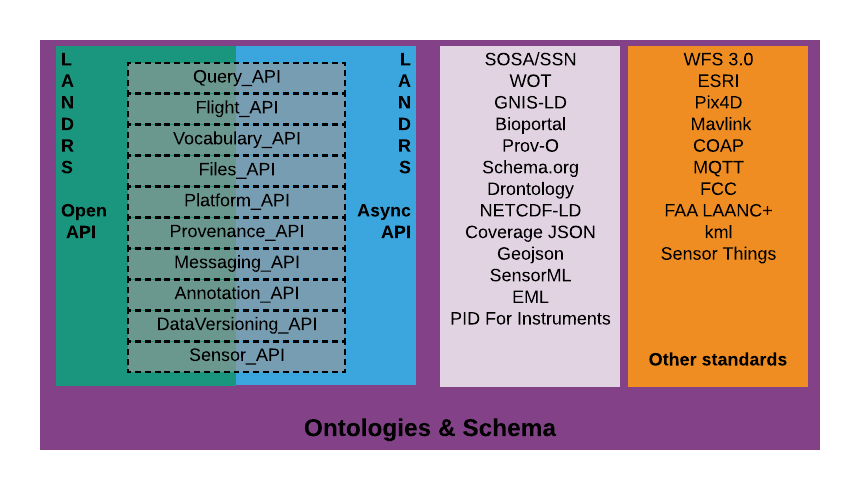 L
A
N
D
R
S
Open
API
Query_API
Flight_API
Vocabulary_API
Files_API
Platform_API
Provenance_API
Messaging_API
Annotation_API
DataVersioning_API
Sensor_API
L
A
N
D
R
S
Async
API
SOSA/SSN
WOT
GNIS-LD
Bioportal
Prov-O
Schema.org
Drontology
NETCDF-LD
Coverage JSON
Geojson
SensorML
EML
PID For Instruments
WFS 3.0
ESRI
Pix4D
Mavlink
COAP
MQTT
FCC
FAA LAANC+
kml
Sensor Things
Other standards
Ontologies & Schema